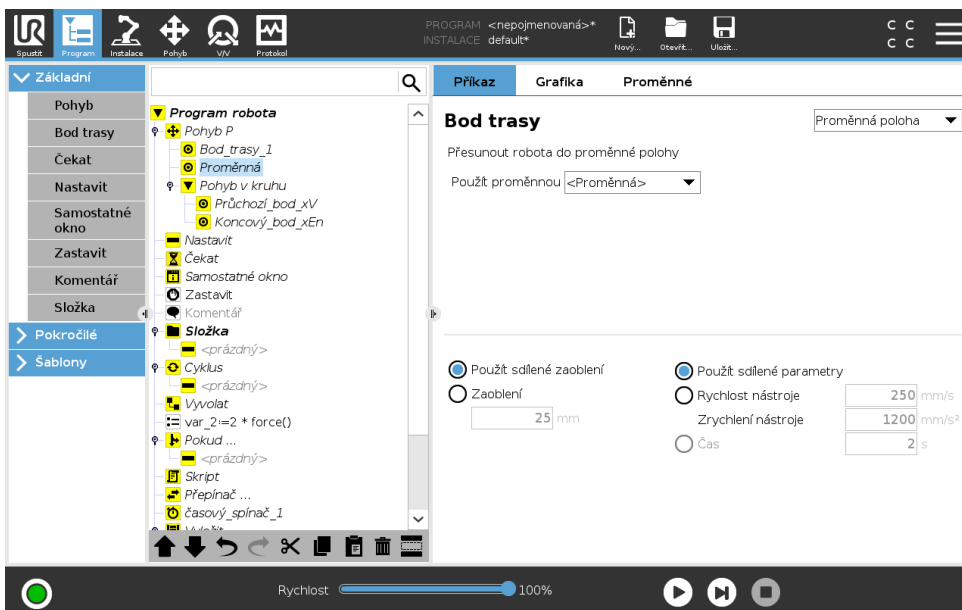 PROGRAM <nepojmenovaná>*
INSTALACE default*
Spustit
Program
Instalace
Pohyb
V/V
Protokol
Nový...
Otevřít...
Uložit...
C C
C C
Základní
Pohyb
Bod trasy
Čekat
Nastavit
Samostatné
okno
Zastavit
Komentář
Složka
Pokročilé
Šablony
Program robota
Pohyb P
Bod_trasy_1
Proměnná
Pohyb v kruhu
Průchozí_bod_xV
Koncový_bod_xEn
Nastavit
Čekat
Samostatné okno
Zastavit
Komentář
Složka
<prázdný>
Cyklus
<prázdný>
Vyvolat
var_2:=2 * force()
Pokud ...
<prázdný>
Skript
Přepínač ...
časový_spínač_1
Vyložit
Příkaz
Grafika
Proměnné
Bod trasy
Proměnná poloha
Přesunout robota do proměnné polohy
Použít proměnnou <Proměnná>
Použít sdílené zaoblení
Zaoblení
25 mm
Použít sdílené parametry
Rychlost nástroje 250 mm/s
Zrychlení nástroje 1200 mm/s²
Čas 2 s
Rychlost 100%